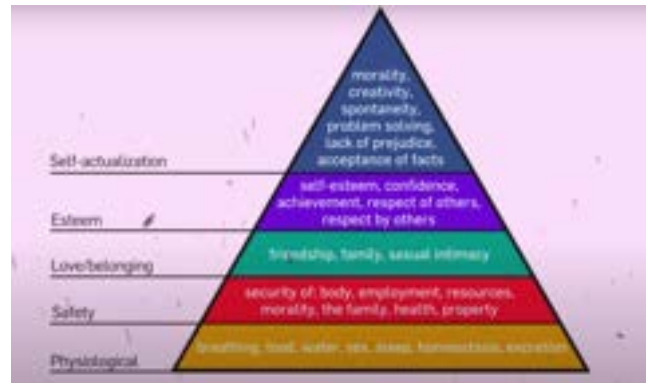 morality,
creativity,
spontaneity,
problem solving,
lack of prejudice,
acceptance of facts
Self-actualization
self-esteem, confidence,
achievement, respect of others,
respect by others
Esteem
friendship, family, sexual intimacy
Love/belonging
security of: body, employment, resources,
morality, the family, health, property
Safety
breathing, food, water, sex, sleep, homeostasis, excretion
Physiological